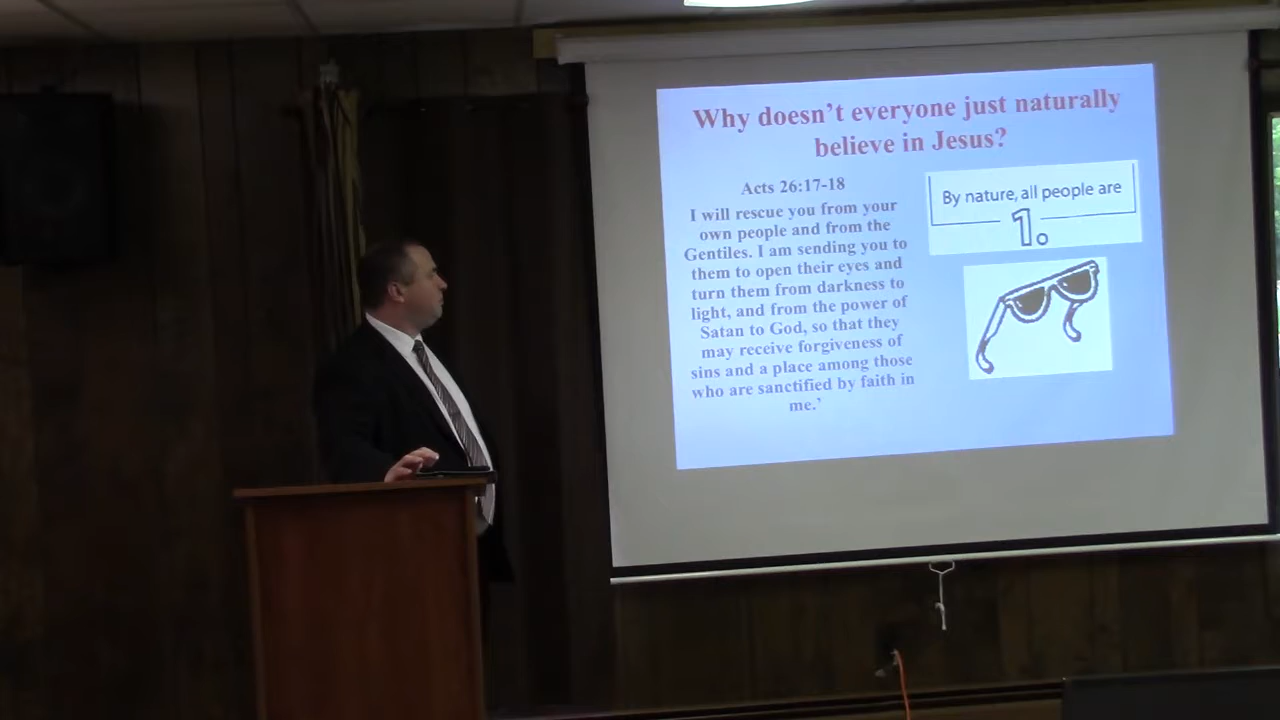 Why doesn't everyone just naturally
believe in Jesus?
Acts 26:17-18
I will rescue you from your
own people and from the
Gentiles. I am sending you to
them to open their eyes and
turn them from darkness to
light, and from the power of
Satan to God, so that they
may receive forgiveness of
sins and a place among those
who are sanctified by faith in
me.'
By nature, all people are
1.